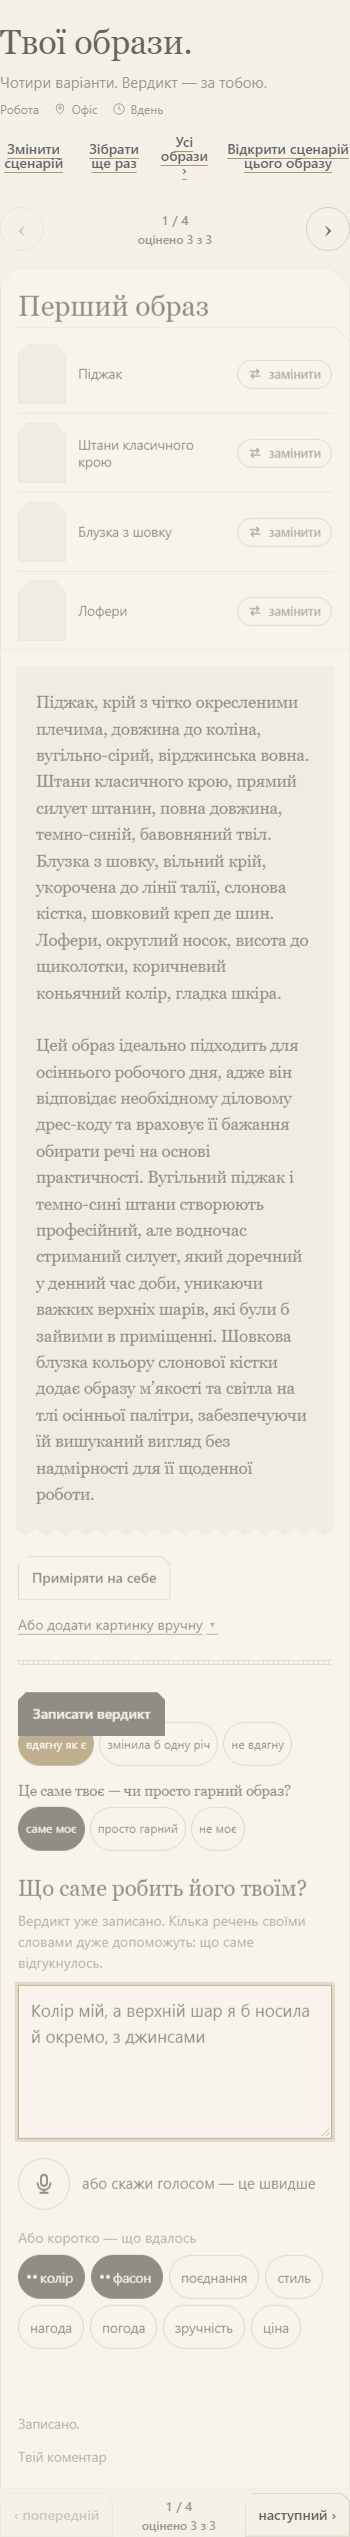 Твої образи.
Чотири варіанти. Вердикт — за тобою.
Робота Офіс Вдень
Змінити сценарій
Зібрати ще раз
Усі образи ›
Відкрити сценарій цього образу
‹
1 / 4
оцінено 3 з 3
›
Перший образ
Піджак
⇄ замінити
Штани класичного
крою
⇄ замінити
Блузка з шовку
⇄ замінити
Лофери
⇄ замінити
Піджак, крій з чітко окресленими
плечима, довжина до коліна,
вугільно-сірий, вірджинська вовна.
Штани класичного крою, прямий
силует штанин, повна довжина,
темно-синій, бавовняний твіл.
Блузка з шовку, вільний крій,
укорочена до лінії талії, слонова
кістка, шовковий креп де шин.
Лофери, округлий носок, висота до
щиколотки, коричневий
коньячний колір, гладка шкіра.
Цей образ ідеально підходить для
осіннього робочого дня, адже він
відповідає необхідному діловому
дрес-коду та враховує її бажання
обирати речі на основі
практичності. Вугільний піджак і
темно-сині штани створюють
професійний, але водночас
стриманий силует, який доречний
у денний час доби, уникаючи
важких верхніх шарів, які були б
зайвими в приміщенні. Шовкова
блузка кольору слонової кістки
додає образу м’якості та світла на
тлі осінньої палітри, забезпечуючи
їй вишуканий вигляд без
надмірності для її щоденної
роботи.
Приміряти на себе
Або додати картинку вручну ▾
Записати вердикт
вдягну як є змінила б одну річ не вдягну
Це саме твоє — чи просто гарний образ?
саме моє просто гарний не моє
Що саме робить його твоїм?
Вердикт уже записано. Кілька речень своїми
словами дуже допоможуть: що саме
відгукнулось.
Колір мій, а верхній шар я б носила
й окремо, з джинсами
або скажи голосом — це швидше
Або коротко — що вдалось
колір фасон поєднання стиль
нагода погода зручність ціна
Записано.
Твій коментар
‹ попередній
1 / 4
оцінено 3 з 3
наступний ›